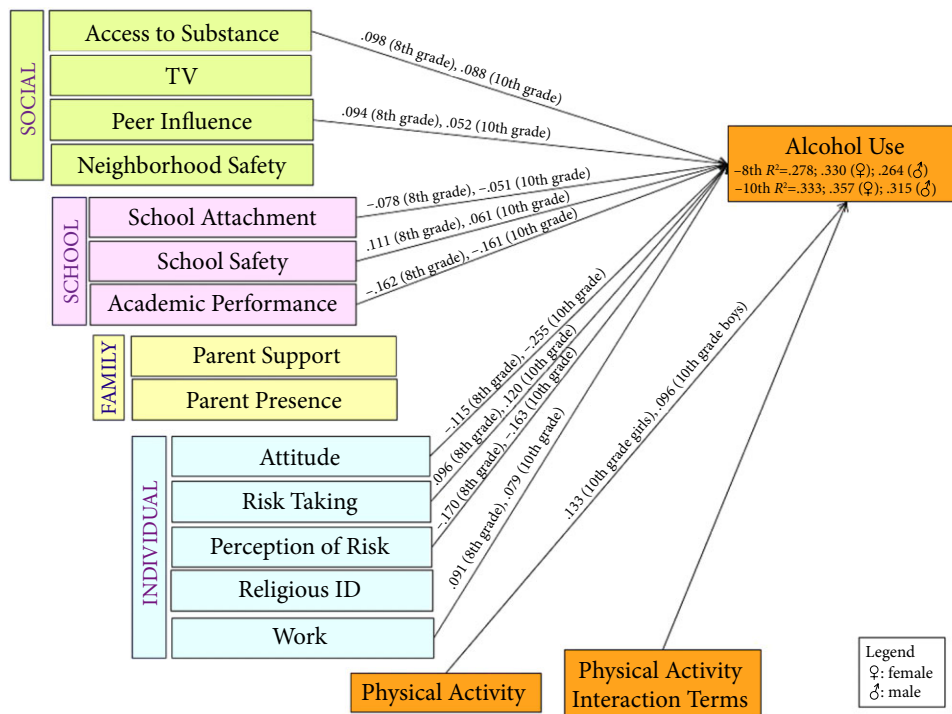 SOCIAL
Access to Substance
TV
Peer Influence
Neighborhood Safety
SCHOOL
School Attachment
School Safety
Academic Performance
FAMILY
Parent Support
Parent Presence
INDIVIDUAL
Attitude
Risk Taking
Perception of Risk
Religious ID
Work
.098 (8th grade), .088 (10th grade)
.094 (8th grade), .052 (10th grade)
−.078 (8th grade), −.051 (10th grade)
.111 (8th grade), .061 (10th grade)
−.162 (8th grade), −.161 (10th grade)
−.115 (8th grade), −.255 (10th grade)
.096 (8th grade), .120 (10th grade)
−.170 (8th grade), −.163 (10th grade)
.091 (8th grade), .079 (10th grade)
.133 (10th grade girls), .096 (10th grade boys)
Alcohol Use
−8th R²=.278; .330 (♀); .264 (♂)
−10th R²=.333; .357 (♀); .315 (♂)
Physical Activity
Physical Activity
Interaction Terms
Legend
♀: female
♂: male